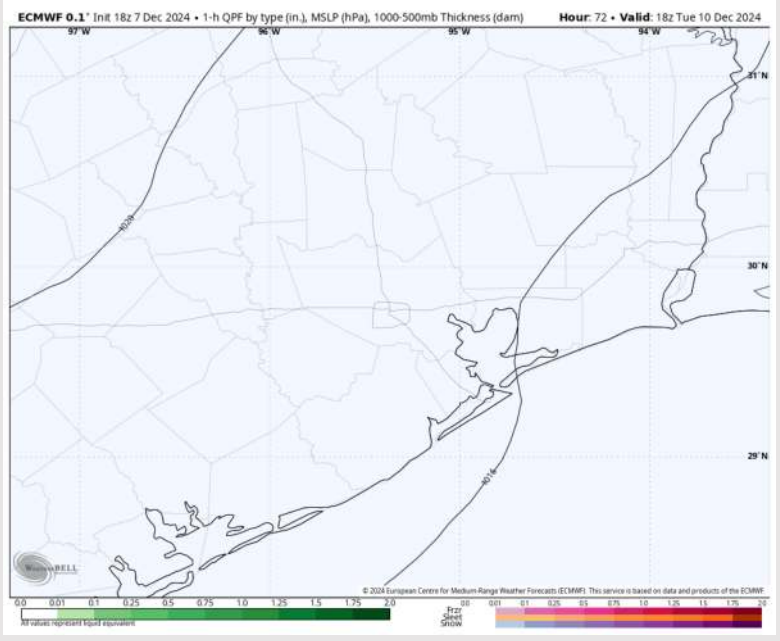 ECMWF 0.1° Init 18z 7 Dec 2024 • 1-h QPF by type (in.), MSLP (hPa), 1000-500mb Thickness (dam) Hour: 72 • Valid: 18z Tue 10 Dec 2024
97°W 96°W 95°W 94°W
31°N
1020
30°N
29°N
1016
WeatherBELL
© 2024 European Centre for Medium-Range Weather Forecasts (ECMWF). This service is based on data and products of the ECMWF.
0.0 0.01 0.1 0.25 0.5 0.75 1.0 1.25 1.5 1.75 2.0 0.01 0.1 0.25 0.5 0.75 1.0 1.25 1.5 1.75 2.0
Frzr
Sleet
Snow
All values represent liquid equivalent